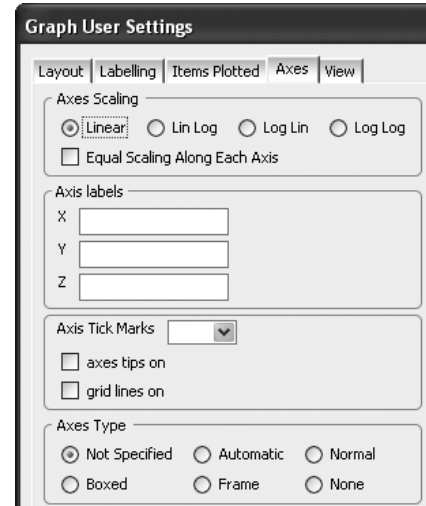 Graph User Settings
Layout Labelling Items Plotted Axes View
Axes Scaling
Linear Lin Log Log Lin Log Log
Equal Scaling Along Each Axis
Axis labels
X
Y
Z
Axis Tick Marks
axes tips on
grid lines on
Axes Type
Not Specified Automatic Normal
Boxed Frame None